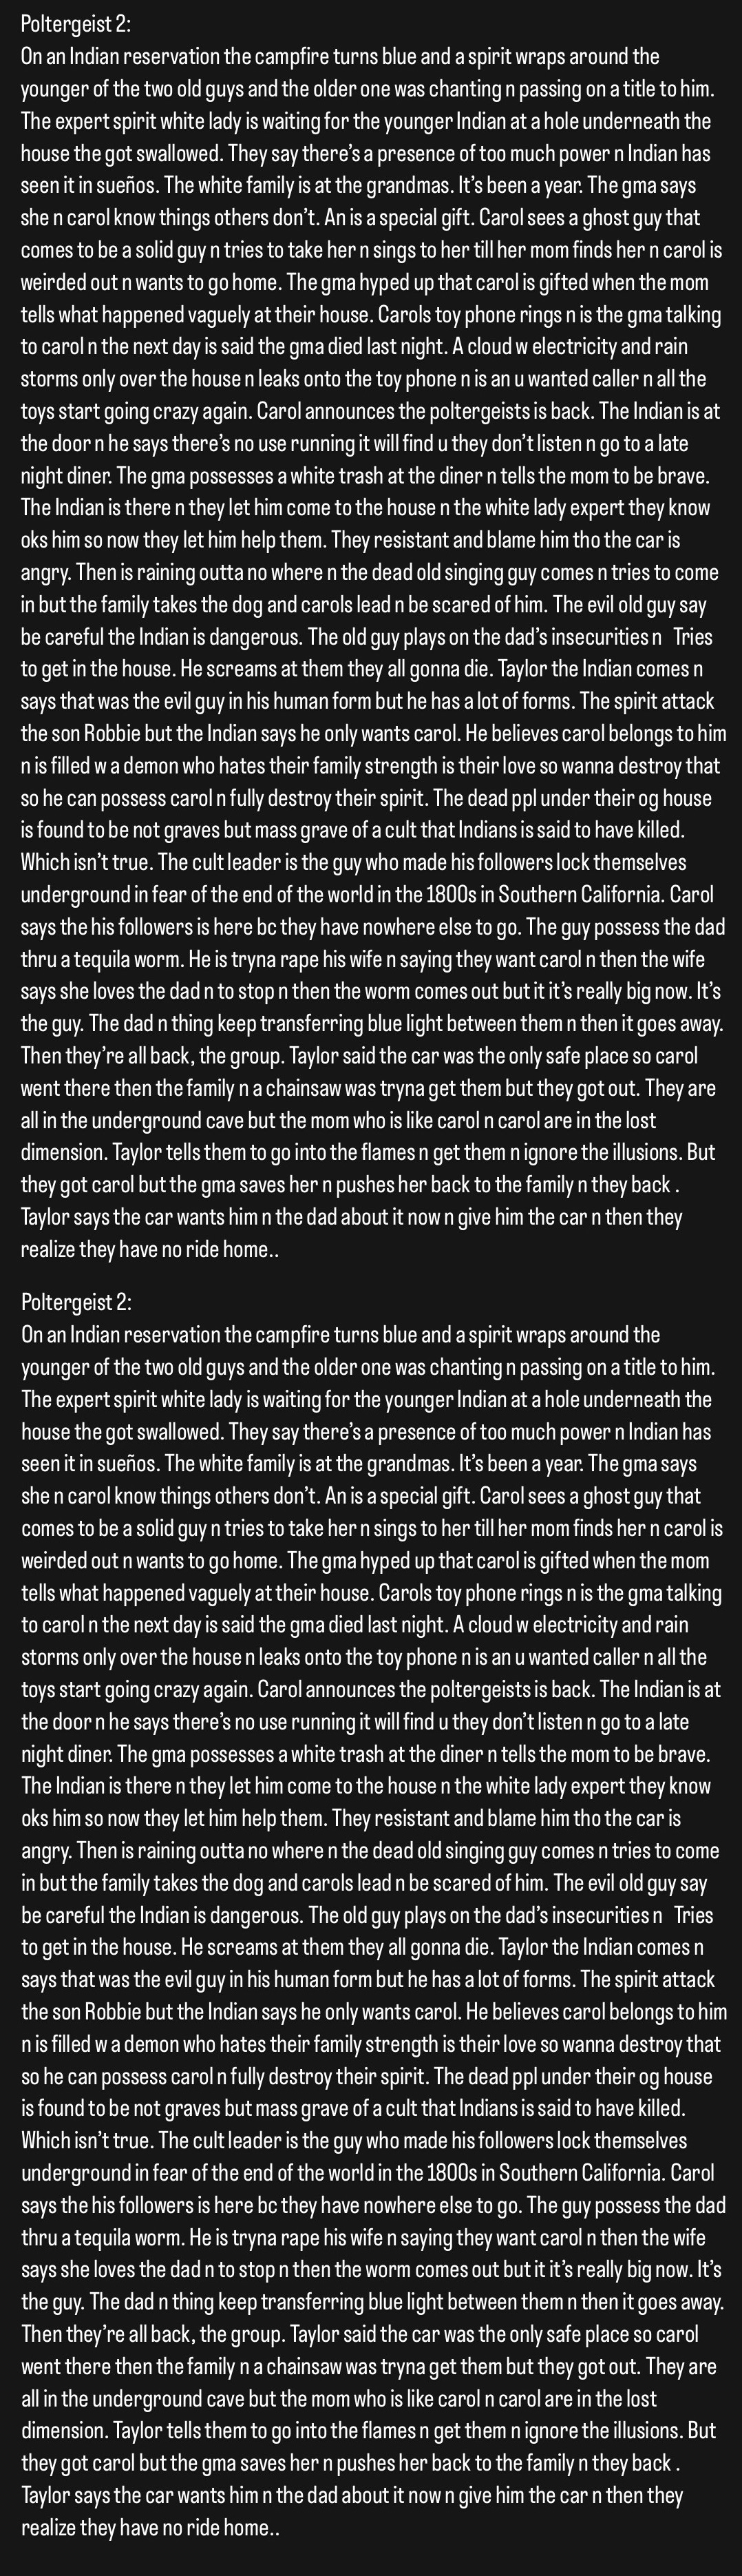 Poltergeist 2:
On an Indian reservation the campfire turns blue and a spirit wraps around the
younger of the two old guys and the older one was chanting n passing on a title to him.
The expert spirit white lady is waiting for the younger Indian at a hole underneath the
house the got swallowed. They say there's a presence of too much power n Indian has
seen it in sueños. The white family is at the grandmas. It's been a year. The gma says
she n carol know things others don't. An is a special gift. Carol sees a ghost guy that
comes to be a solid guy n tries to take her n sings to her till her mom finds her n carol is
weirded out n wants to go home. The gma hyped up that carol is gifted when the mom
tells what happened vaguely at their house. Carols toy phone rings n is the gma talking
to carol n the next day is said the gma died last night. A cloud w electricity and rain
storms only over the house n leaks onto the toy phone n is an u wanted caller n all the
toys start going crazy again. Carol announces the poltergeists is back. The Indian is at
the door n he says there's no use running it will find u they don't listen n go to a late
night diner. The gma possesses a white trash at the diner n tells the mom to be brave.
The Indian is there n they let him come to the house n the white lady expert they know
oks him so now they let him help them. They resistant and blame him tho the car is
angry. Then is raining outta no where n the dead old singing guy comes n tries to come
in but the family takes the dog and carols lead n be scared of him. The evil old guy say
be careful the Indian is dangerous. The old guy plays on the dad's insecurities n   Tries
to get in the house. He screams at them they all gonna die. Taylor the Indian comes n
says that was the evil guy in his human form but he has a lot of forms. The spirit attack
the son Robbie but the Indian says he only wants carol. He believes carol belongs to him
n is filled w a demon who hates their family strength is their love so wanna destroy that
so he can possess carol n fully destroy their spirit. The dead ppl under their og house
is found to be not graves but mass grave of a cult that Indians is said to have killed.
Which isn't true. The cult leader is the guy who made his followers lock themselves
underground in fear of the end of the world in the 1800s in Southern California. Carol
says the his followers is here bc they have nowhere else to go. The guy possess the dad
thru a tequila worm. He is tryna rape his wife n saying they want carol n then the wife
says she loves the dad n to stop n then the worm comes out but it it's really big now. It's
the guy. The dad n thing keep transferring blue light between them n then it goes away.
Then they're all back, the group. Taylor said the car was the only safe place so carol
went there then the family n a chainsaw was tryna get them but they got out. They are
all in the underground cave but the mom who is like carol n carol are in the lost
dimension. Taylor tells them to go into the flames n get them n ignore the illusions. But
they got carol but the gma saves her n pushes her back to the family n they back .
Taylor says the car wants him n the dad about it now n give him the car n then they
realize they have no ride home..
Poltergeist 2:
On an Indian reservation the campfire turns blue and a spirit wraps around the
younger of the two old guys and the older one was chanting n passing on a title to him.
The expert spirit white lady is waiting for the younger Indian at a hole underneath the
house the got swallowed. They say there's a presence of too much power n Indian has
seen it in sueños. The white family is at the grandmas. It's been a year. The gma says
she n carol know things others don't. An is a special gift. Carol sees a ghost guy that
comes to be a solid guy n tries to take her n sings to her till her mom finds her n carol is
weirded out n wants to go home. The gma hyped up that carol is gifted when the mom
tells what happened vaguely at their house. Carols toy phone rings n is the gma talking
to carol n the next day is said the gma died last night. A cloud w electricity and rain
storms only over the house n leaks onto the toy phone n is an u wanted caller n all the
toys start going crazy again. Carol announces the poltergeists is back. The Indian is at
the door n he says there's no use running it will find u they don't listen n go to a late
night diner. The gma possesses a white trash at the diner n tells the mom to be brave.
The Indian is there n they let him come to the house n the white lady expert they know
oks him so now they let him help them. They resistant and blame him tho the car is
angry. Then is raining outta no where n the dead old singing guy comes n tries to come
in but the family takes the dog and carols lead n be scared of him. The evil old guy say
be careful the Indian is dangerous. The old guy plays on the dad's insecurities n   Tries
to get in the house. He screams at them they all gonna die. Taylor the Indian comes n
says that was the evil guy in his human form but he has a lot of forms. The spirit attack
the son Robbie but the Indian says he only wants carol. He believes carol belongs to him
n is filled w a demon who hates their family strength is their love so wanna destroy that
so he can possess carol n fully destroy their spirit. The dead ppl under their og house
is found to be not graves but mass grave of a cult that Indians is said to have killed.
Which isn't true. The cult leader is the guy who made his followers lock themselves
underground in fear of the end of the world in the 1800s in Southern California. Carol
says the his followers is here bc they have nowhere else to go. The guy possess the dad
thru a tequila worm. He is tryna rape his wife n saying they want carol n then the wife
says she loves the dad n to stop n then the worm comes out but it it's really big now. It's
the guy. The dad n thing keep transferring blue light between them n then it goes away.
Then they're all back, the group. Taylor said the car was the only safe place so carol
went there then the family n a chainsaw was tryna get them but they got out. They are
all in the underground cave but the mom who is like carol n carol are in the lost
dimension. Taylor tells them to go into the flames n get them n ignore the illusions. But
they got carol but the gma saves her n pushes her back to the family n they back .
Taylor says the car wants him n the dad about it now n give him the car n then they
realize they have no ride home..